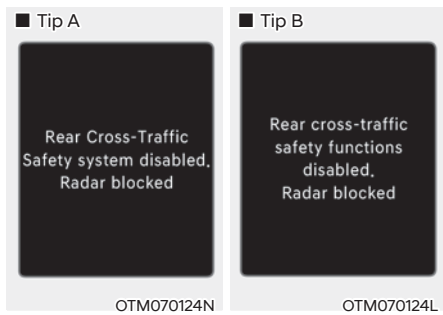 ■ Tip A
Rear Cross-Traffic
Safety system disabled.
Radar blocked
OTM070124N
■ Tip B
Rear cross-traffic
safety functions
disabled.
Radar blocked
OTM070124L